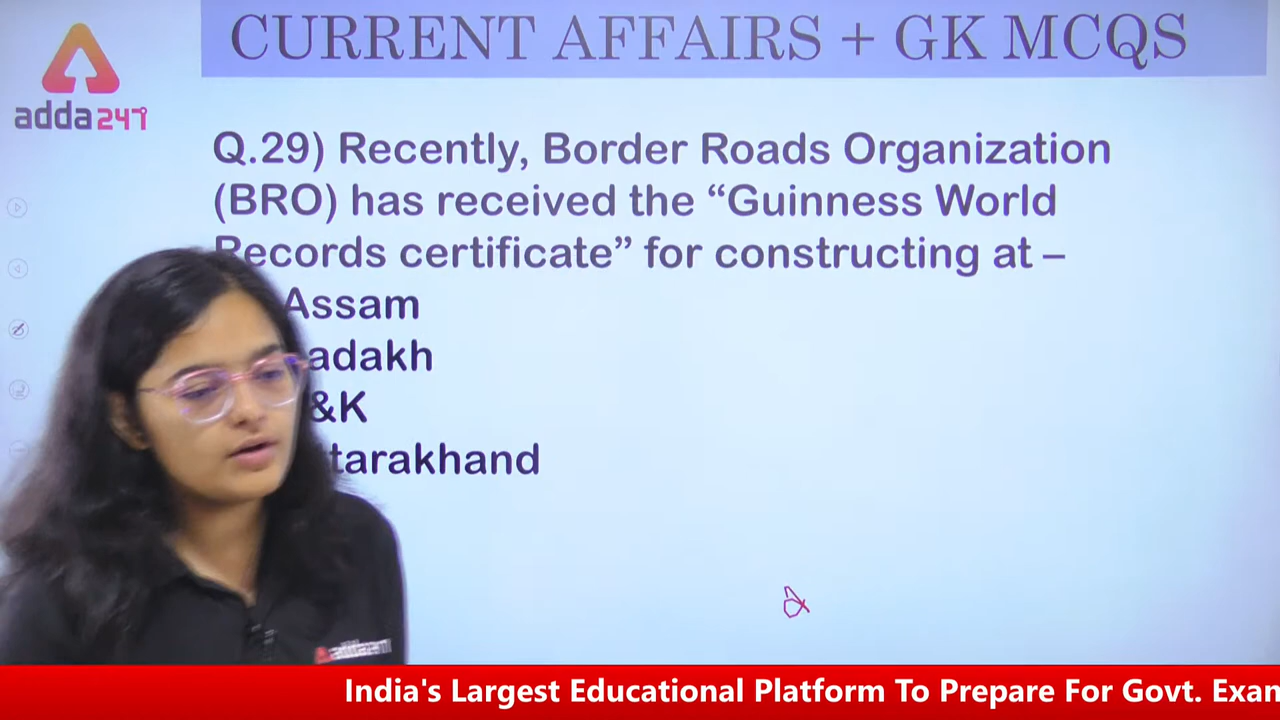 CURRENT AFFAIRS + GK MCQS
adda247
Q.29) Recently, Border Roads Organization
(BRO) has received the “Guinness World
Records certificate” for constructing at –
Assam
adakh
&K
tarakhand
India's Largest Educational Platform To Prepare For Govt. Exan